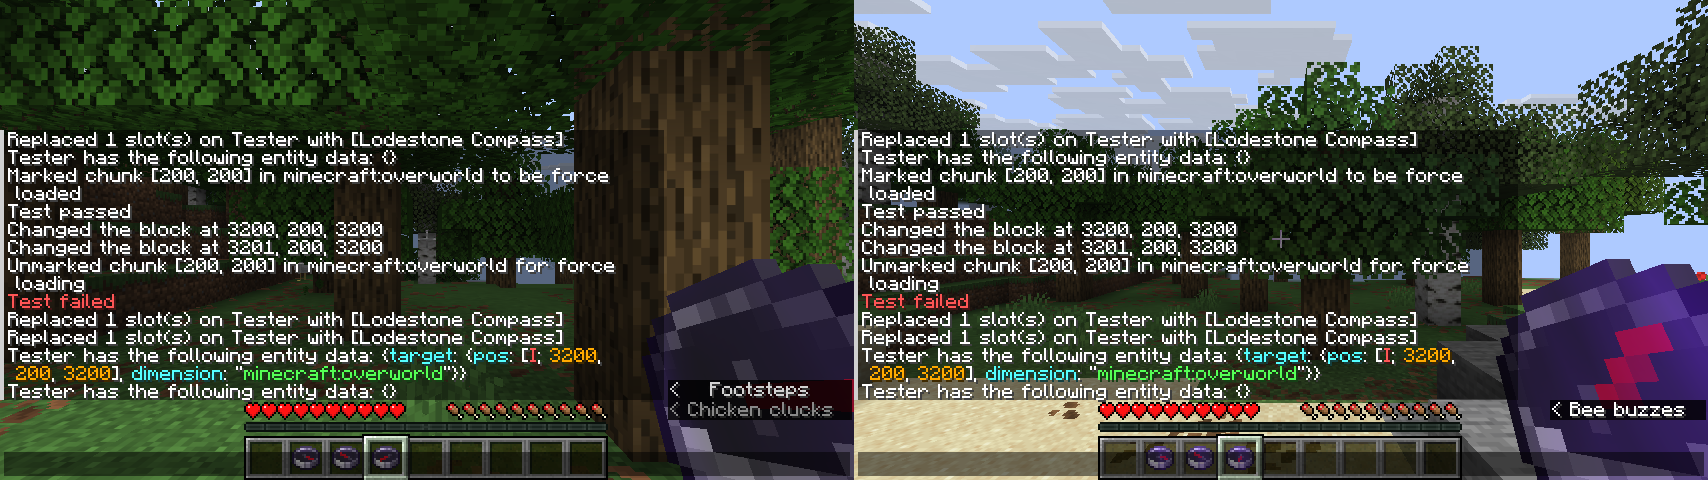 Replaced 1 slot(s) on Tester with [Lodestone Compass]
Tester has the following entity data: {}
Marked chunk [200, 200] in minecraft:overworld to be force
loaded
Test passed
Changed the block at 3200, 200, 3200
Changed the block at 3201, 200, 3200
Unmarked chunk [200, 200] in minecraft:overworld for force
loading
Test failed
Replaced 1 slot(s) on Tester with [Lodestone Compass]
Replaced 1 slot(s) on Tester with [Lodestone Compass]
Tester has the following entity data: {target: {pos: [I; 3200,
200, 3200], dimension: "minecraft:overworld"}}
Tester has the following entity data: {}
< Footsteps
< Chicken clucks
Replaced 1 slot(s) on Tester with [Lodestone Compass]
Tester has the following entity data: {}
Marked chunk [200, 200] in minecraft:overworld to be force
loaded
Test passed
Changed the block at 3200, 200, 3200
Changed the block at 3201, 200, 3200
Unmarked chunk [200, 200] in minecraft:overworld for force
loading
Test failed
Replaced 1 slot(s) on Tester with [Lodestone Compass]
Replaced 1 slot(s) on Tester with [Lodestone Compass]
Tester has the following entity data: {target: {pos: [I; 3200,
200, 3200], dimension: "minecraft:overworld"}}
Tester has the following entity data: {}
< Bee buzzes